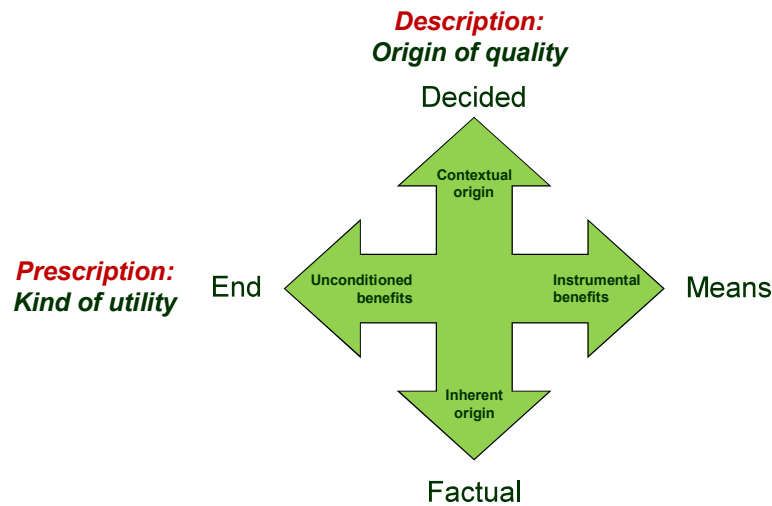 Description:
Origin of quality
Decided
Contextual
origin
Prescription:
Kind of utility
End
Unconditioned
benefits
Instrumental
benefits
Means
Inherent
origin
Factual